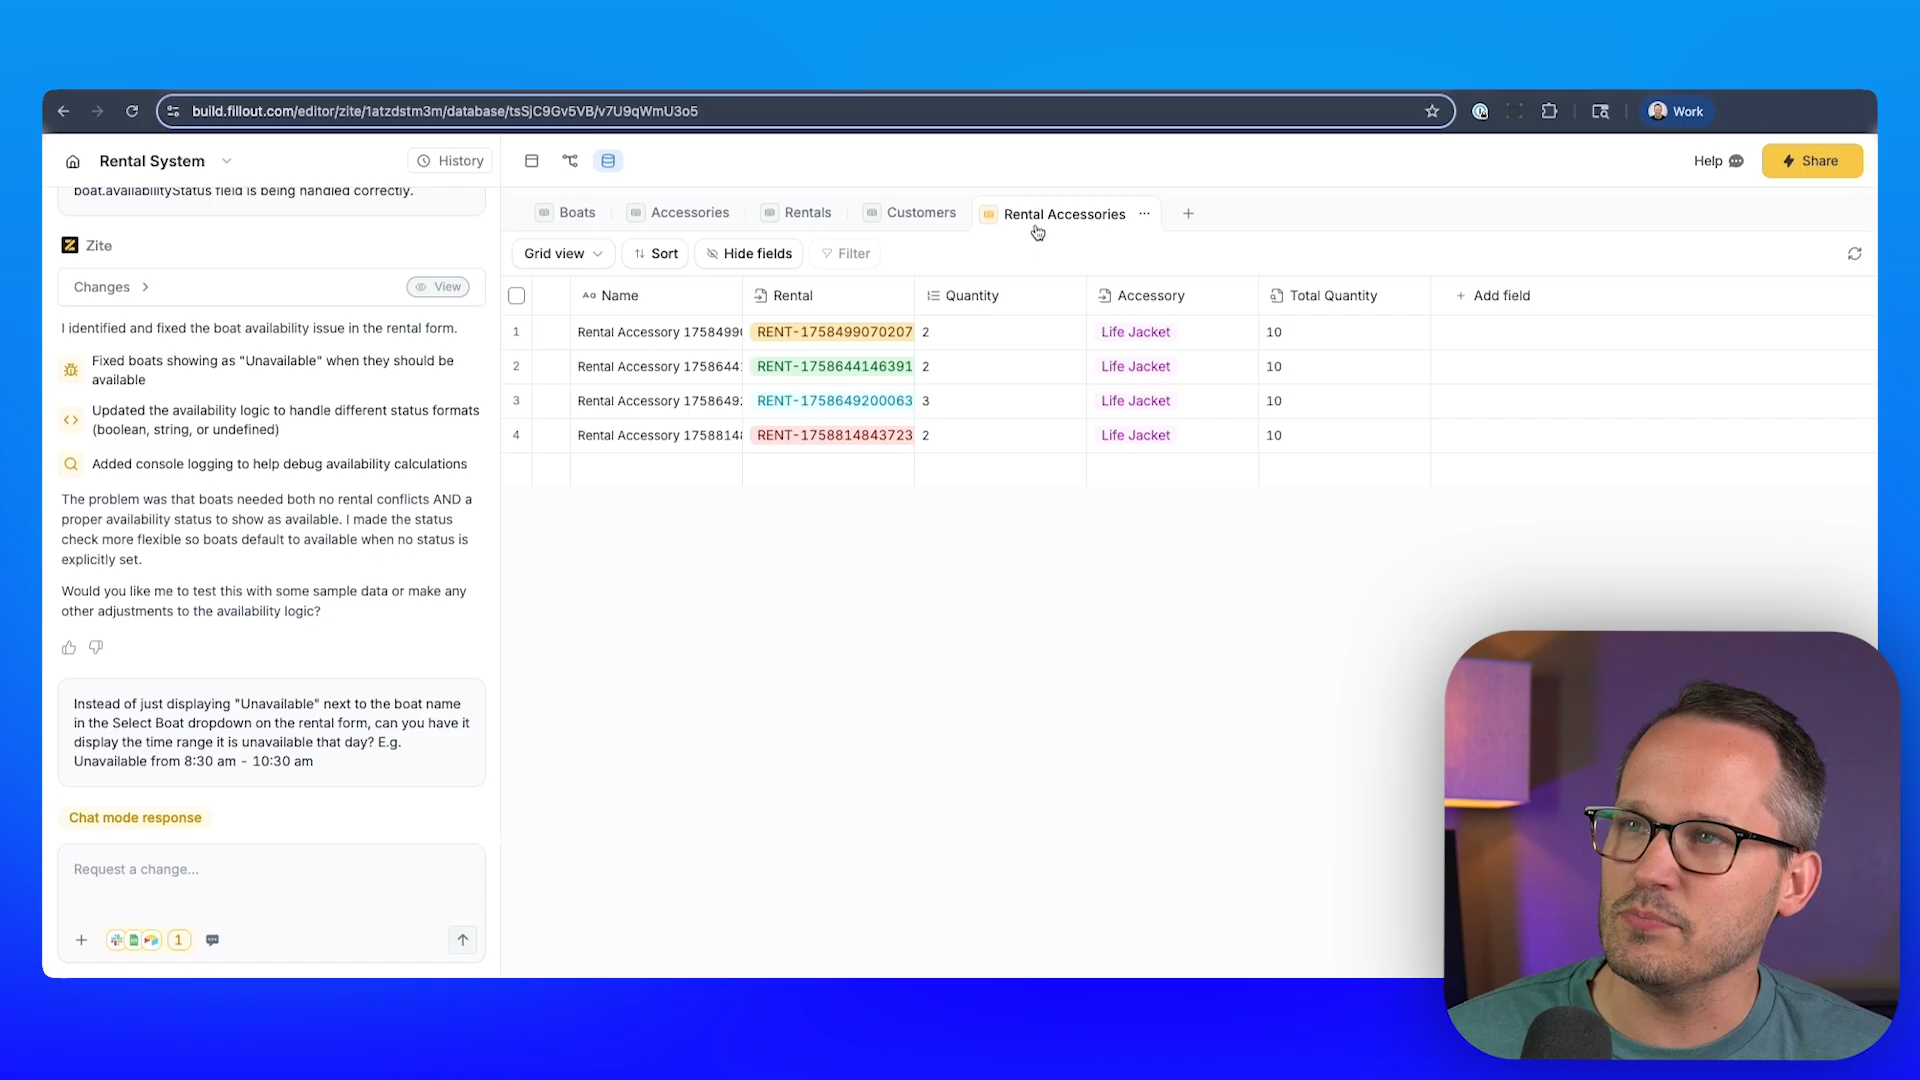 build.fillout.com/editor/zite/1atzdstm3m/database/tsSjC9Gv5VB/v7U9qWmU3o5
Work
Rental System
History
Help
Share
boat.availabilityStatus field is being handled correctly.
Zite
Changes
View
I identified and fixed the boat availability issue in the rental form.
Fixed boats showing as "Unavailable" when they should be
available
Updated the availability logic to handle different status formats
(boolean, string, or undefined)
Added console logging to help debug availability calculations
The problem was that boats needed both no rental conflicts AND a
proper availability status to show as available. I made the status
check more flexible so boats default to available when no status is
explicitly set.
Would you like me to test this with some sample data or make any
other adjustments to the availability logic?
Instead of just displaying "Unavailable" next to the boat name
in the Select Boat dropdown on the rental form, can you have it
display the time range it is unavailable that day? E.g.
Unavailable from 8:30 am - 10:30 am
Chat mode response
Request a change...
1
Boats Accessories Rentals Customers Rental Accessories
Grid view Sort Hide fields Filter
Name Rental Quantity Accessory Total Quantity Add field
1 Rental Accessory 1758499 RENT-1758499070207 2 Life Jacket 10
2 Rental Accessory 1758644 RENT-1758644146391 2 Life Jacket 10
3 Rental Accessory 1758649 RENT-1758649200063 3 Life Jacket 10
4 Rental Accessory 1758814 RENT-1758814843723 2 Life Jacket 10